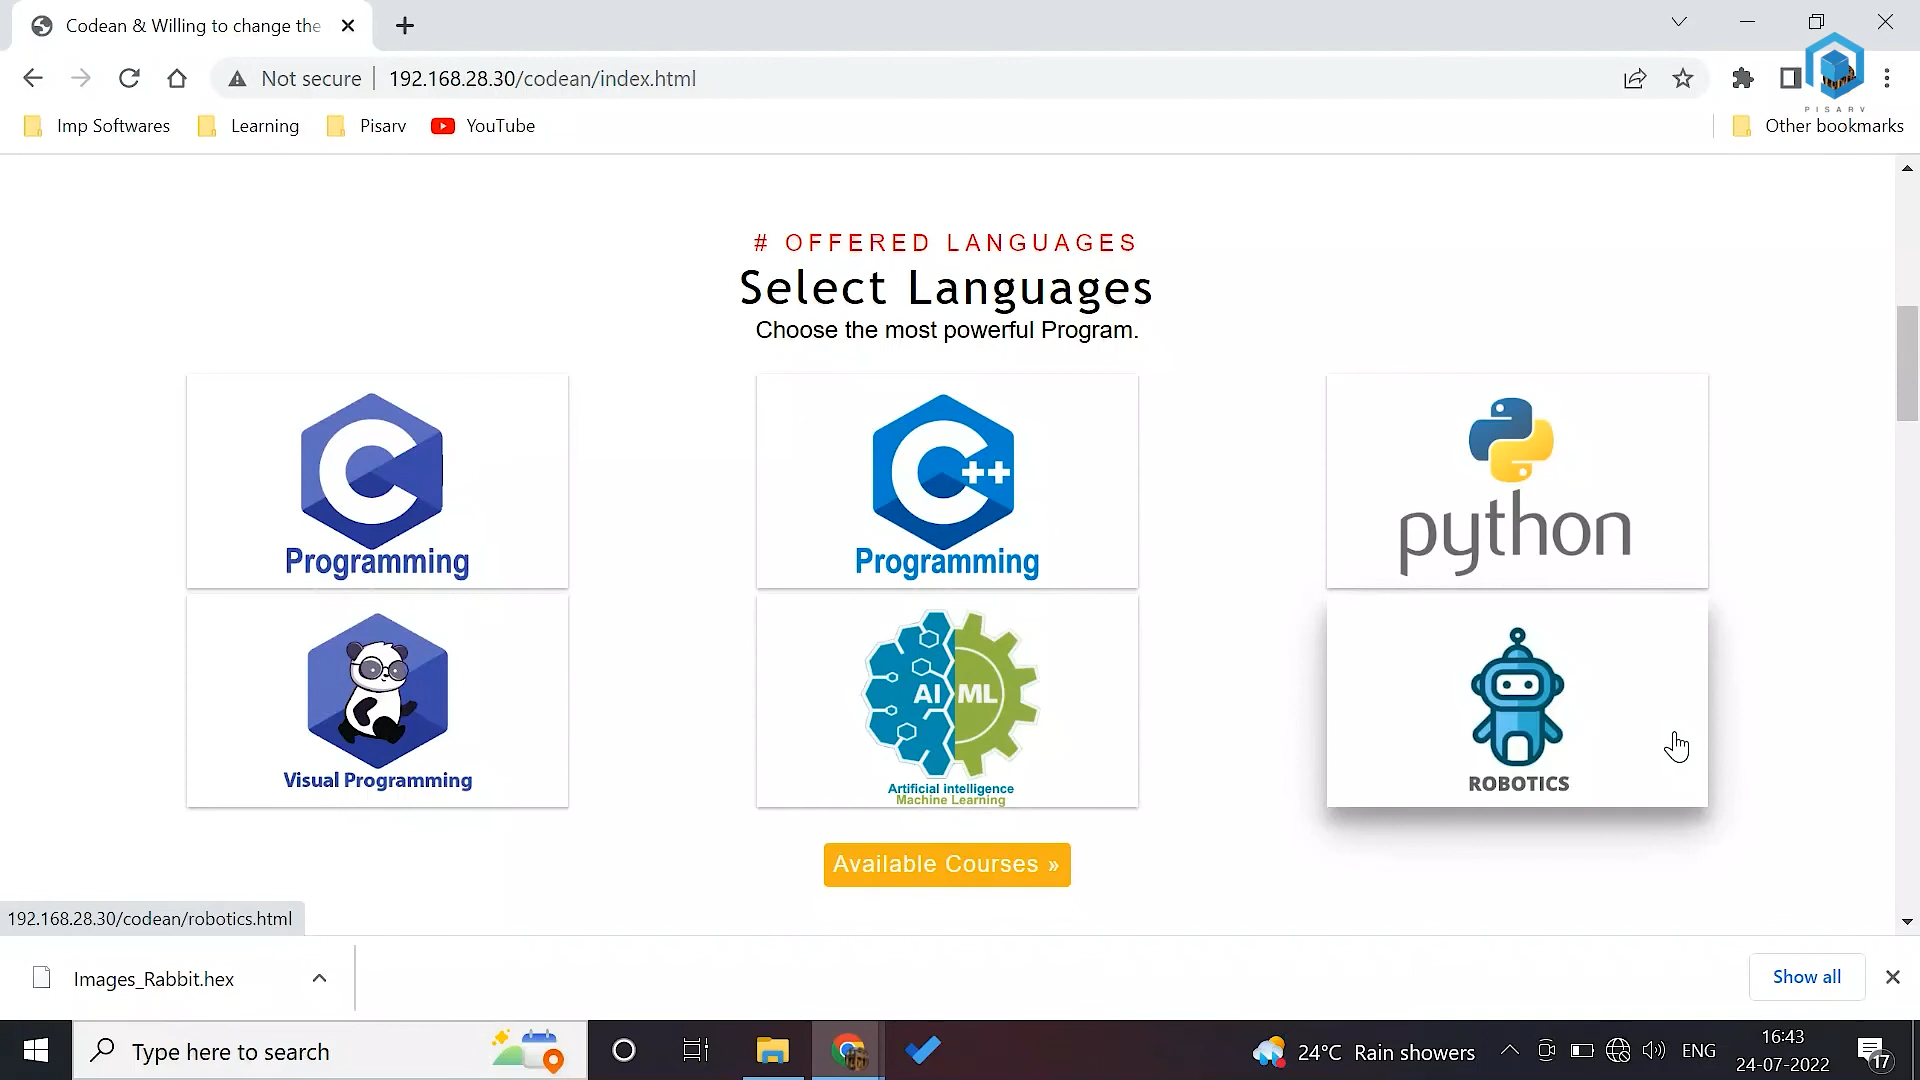 Codean & Willing to change the
Not secure
192.168.28.30/codean/index.html
PISARV
Imp Softwares
Learning
Pisarv
YouTube
Other bookmarks
# OFFERED LANGUAGES
Select Languages
Choose the most powerful Program.
C
Programming
C++
Programming
python
Visual Programming
AI ML
Artificial intelligence
Machine Learning
ROBOTICS
Available Courses »
192.168.28.30/codean/robotics.html
Images_Rabbit.hex
Show all
Type here to search
24°C Rain showers
ENG
16:43
24-07-2022
17